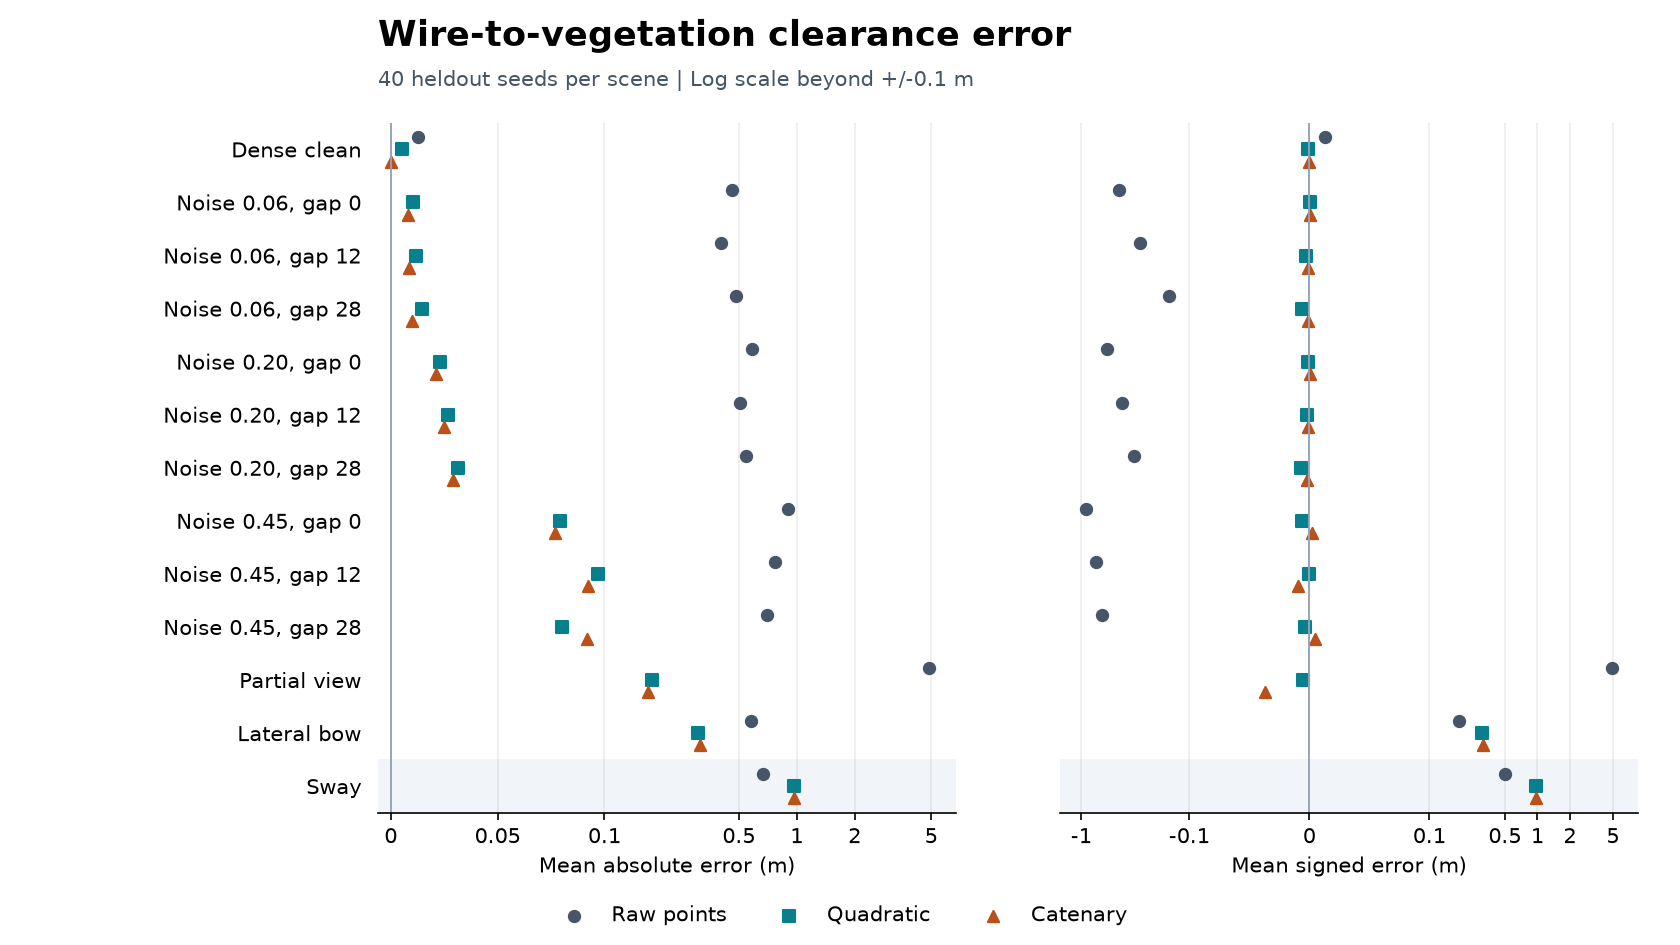 Wire-to-vegetation clearance error
40 heldout seeds per scene | Log scale beyond +/-0.1 m
Dense clean
Noise 0.06, gap 0
Noise 0.06, gap 12
Noise 0.06, gap 28
Noise 0.20, gap 0
Noise 0.20, gap 12
Noise 0.20, gap 28
Noise 0.45, gap 0
Noise 0.45, gap 12
Noise 0.45, gap 28
Partial view
Lateral bow
Sway
0 0.05 0.1 0.5 1 2 5
Mean absolute error (m)
-1 -0.1 0 0.1 0.5 1 2 5
Mean signed error (m)
Raw points Quadratic Catenary